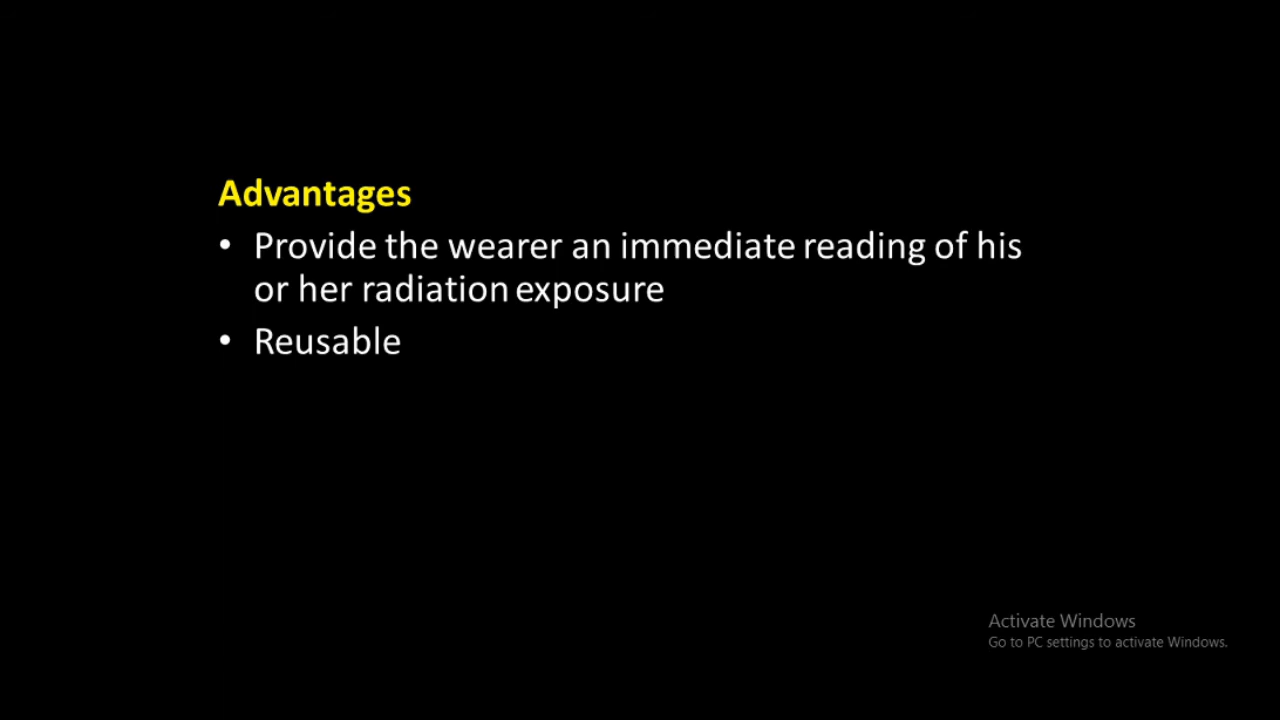 Advantages
• Provide the wearer an immediate reading of his
or her radiation exposure
• Reusable
Activate Windows
Go to PC settings to activate Windows.